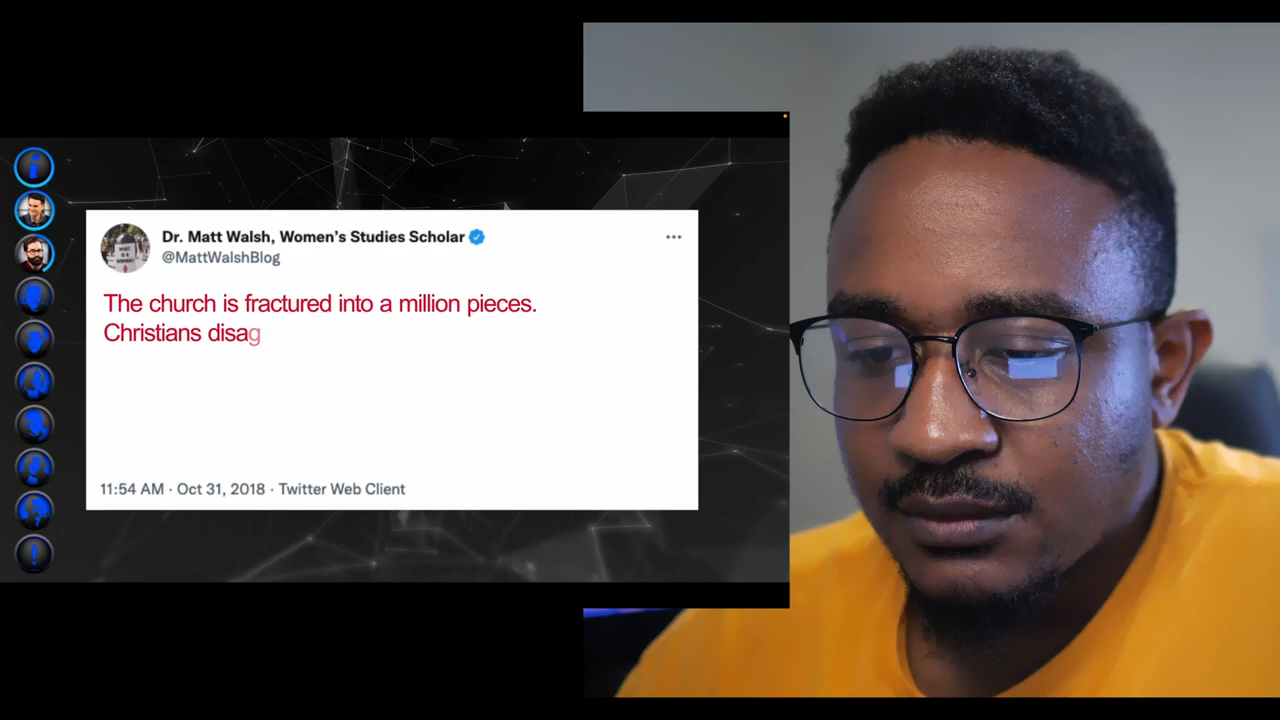 Dr. Matt Walsh, Women's Studies Scholar
@MattWalshBlog
The church is fractured into a million pieces.
Christians disag
11:54 AM · Oct 31, 2018 · Twitter Web Client